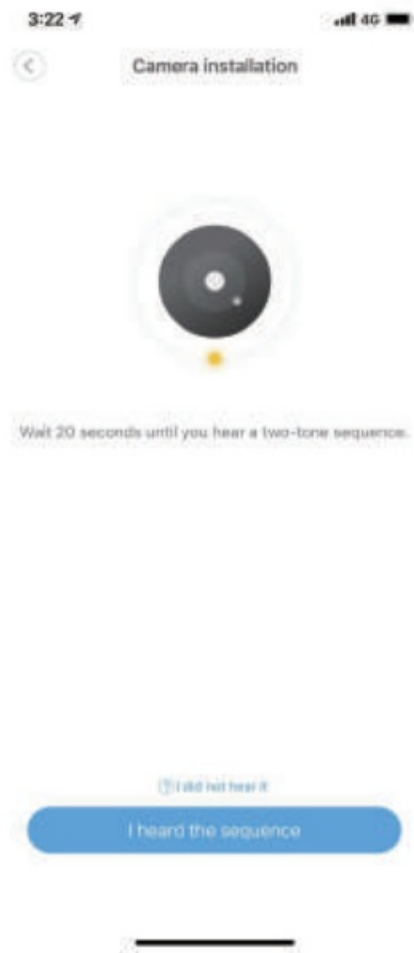 3:22
4G
Camera installation
Wait 20 seconds until you hear a two-tone sequence.
I did not hear it
I heard the sequence